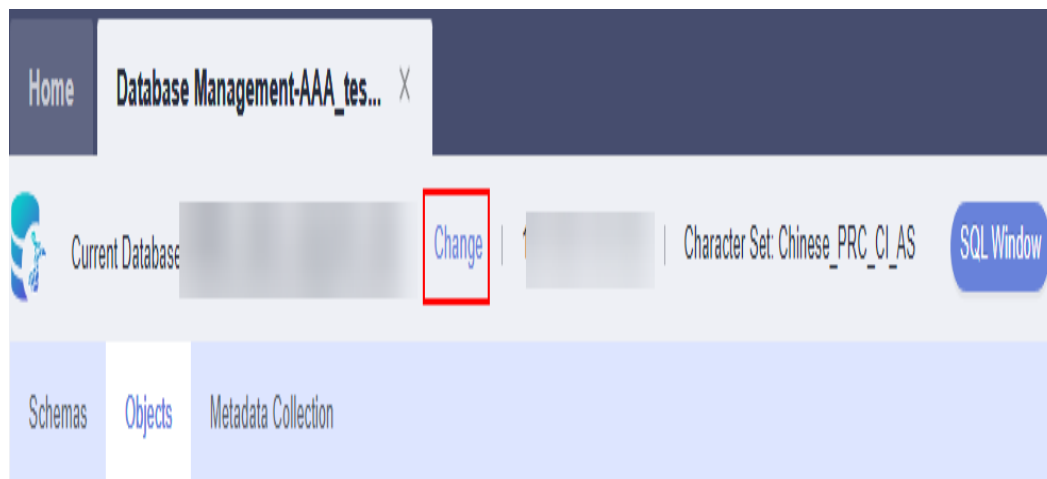 Home Database Management-AAA_tes... X
Current Database Change | | Character Set: Chinese_PRC_CI_AS SQL Window
Schemas Objects Metadata Collection